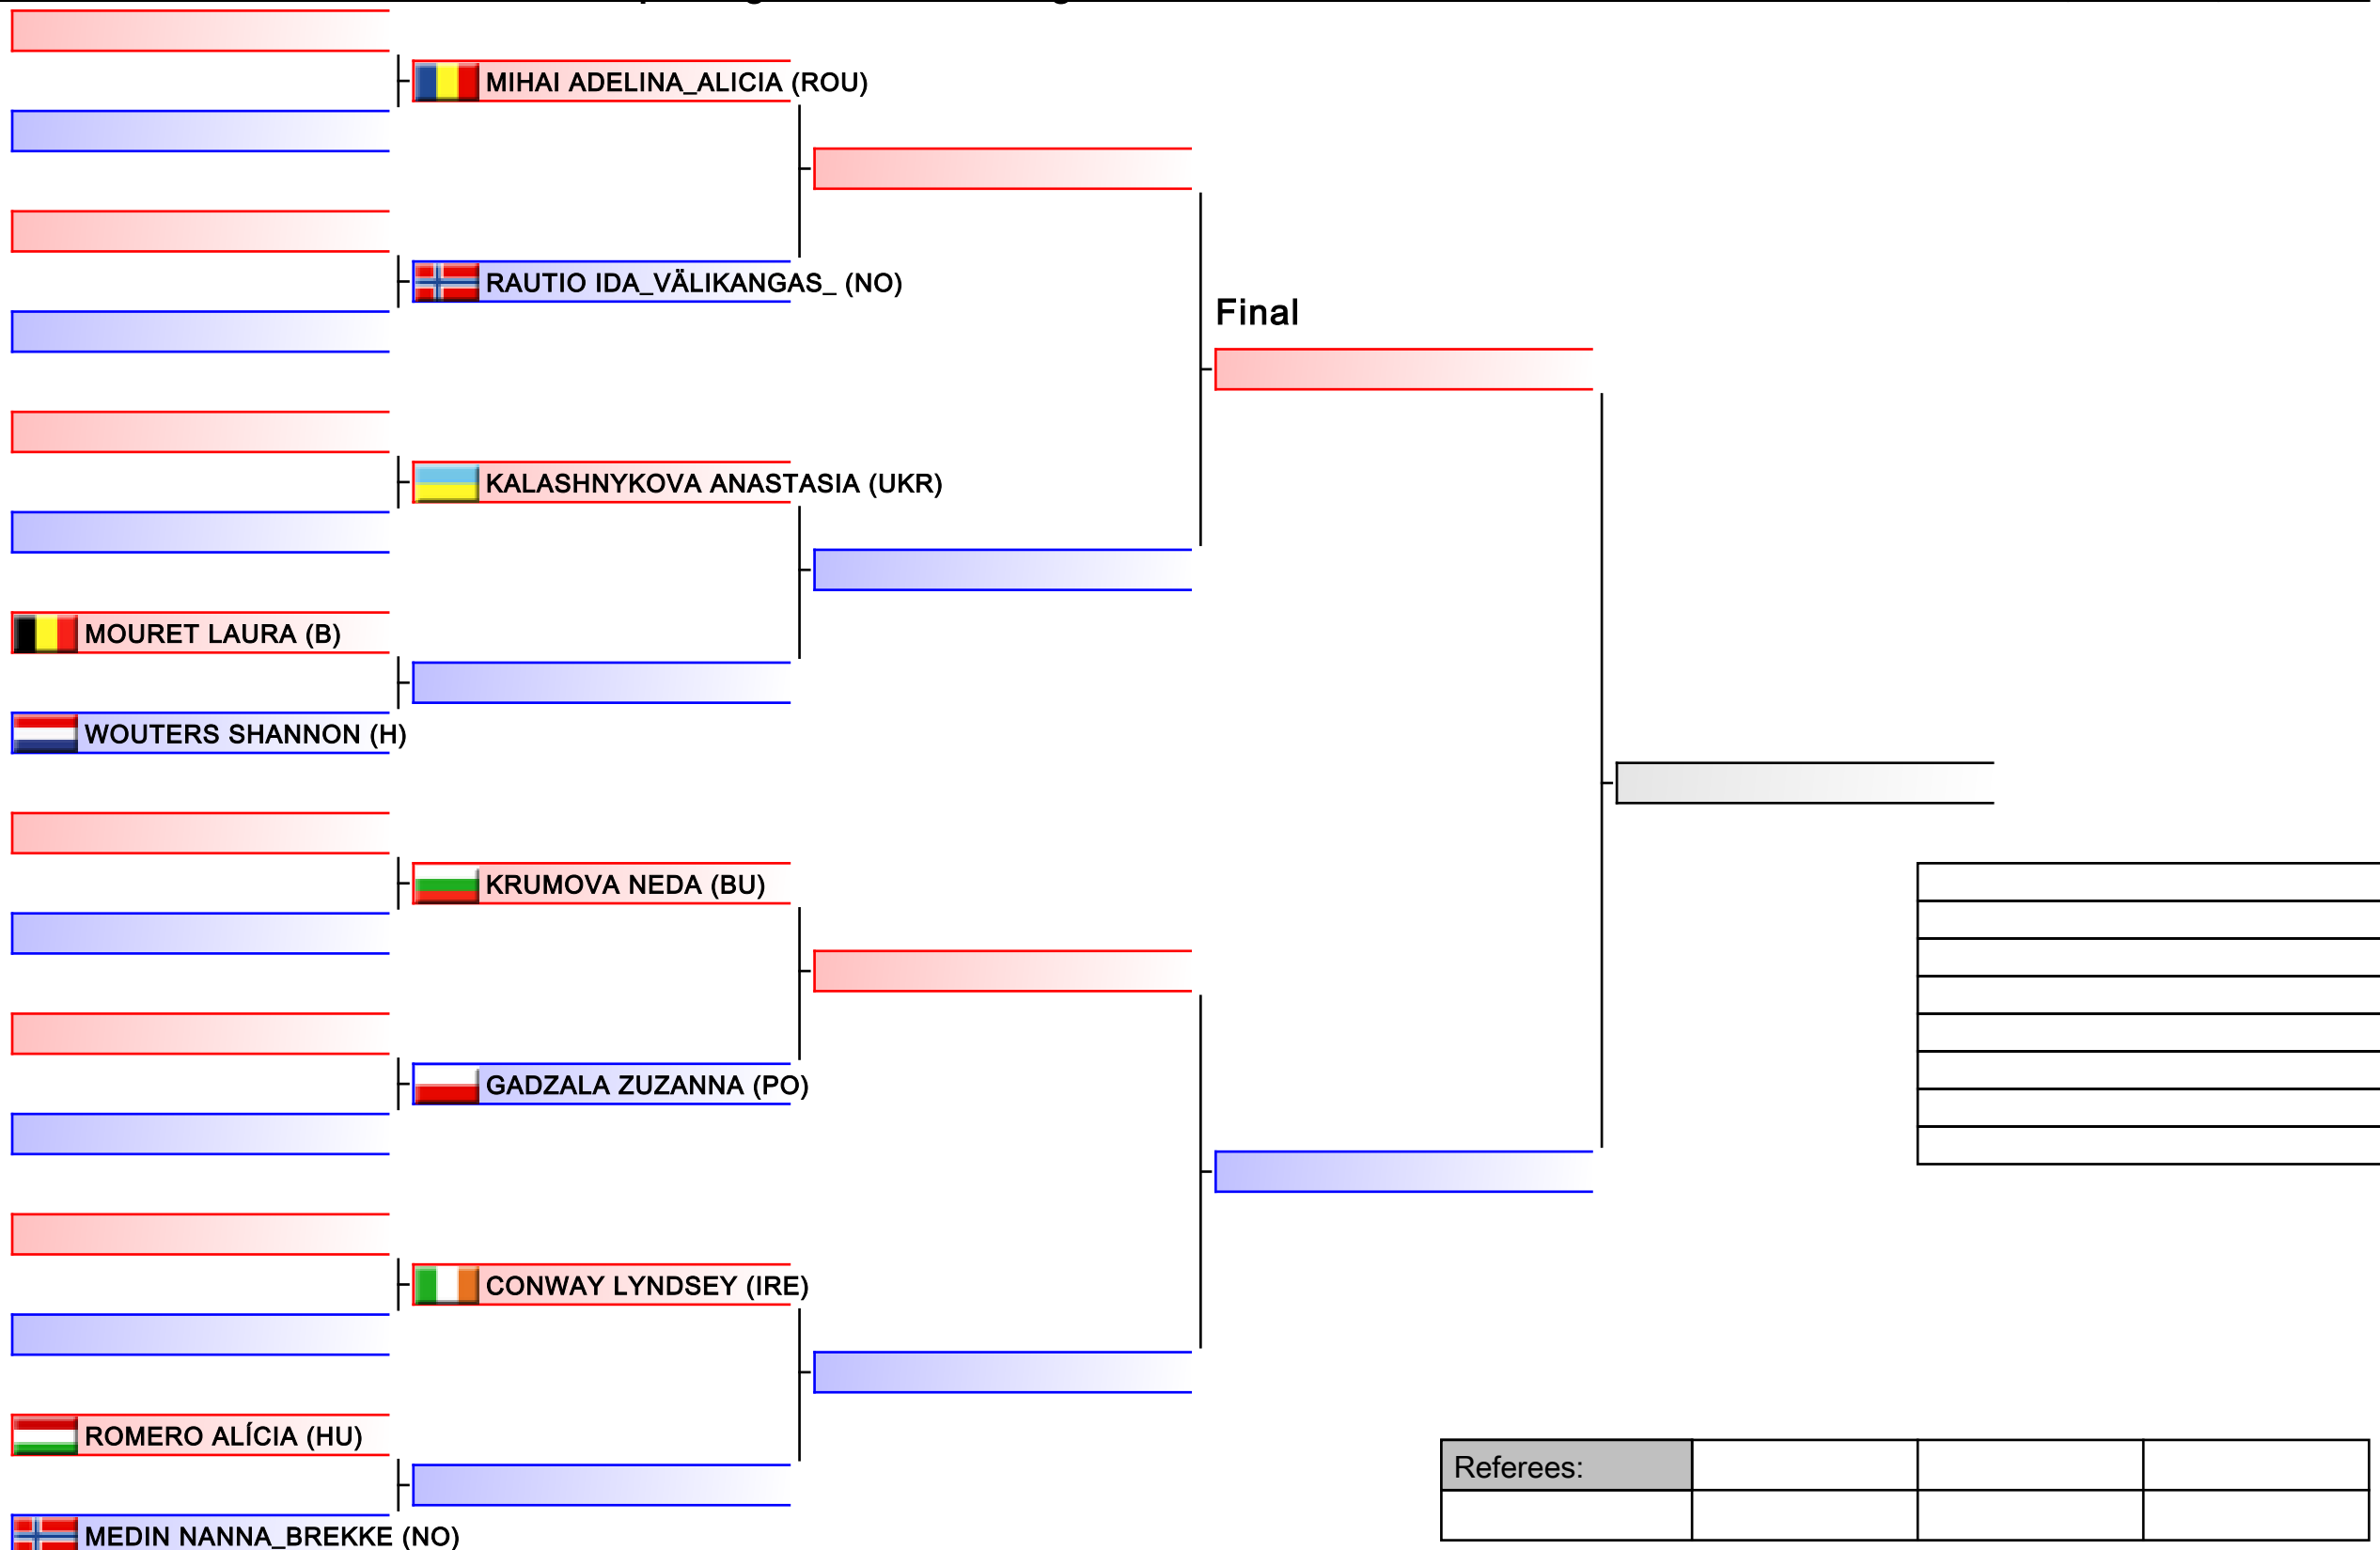 MIHAI ADELINA_ALICIA (ROU)
RAUTIO IDA_VÄLIKANGAS_ (NO)
Final
KALASHNYKOVA ANASTASIA (UKR)
MOURET LAURA (B)
WOUTERS SHANNON (H)
KRUMOVA NEDA (BU)
GADZALA ZUZANNA (PO)
CONWAY LYNDSEY (IRE)
ROMERO ALÍCIA (HU)
Referees:
MEDIN NANNA_BREKKE (NO)